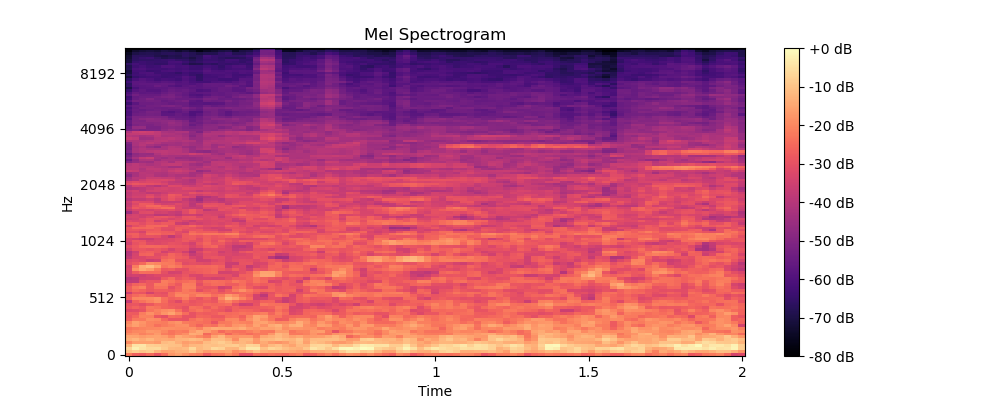 Mel Spectrogram
Hz
8192
4096
2048
1024
512
0
0
0.5
1
1.5
2
Time
+0 dB
-10 dB
-20 dB
-30 dB
-40 dB
-50 dB
-60 dB
-70 dB
-80 dB